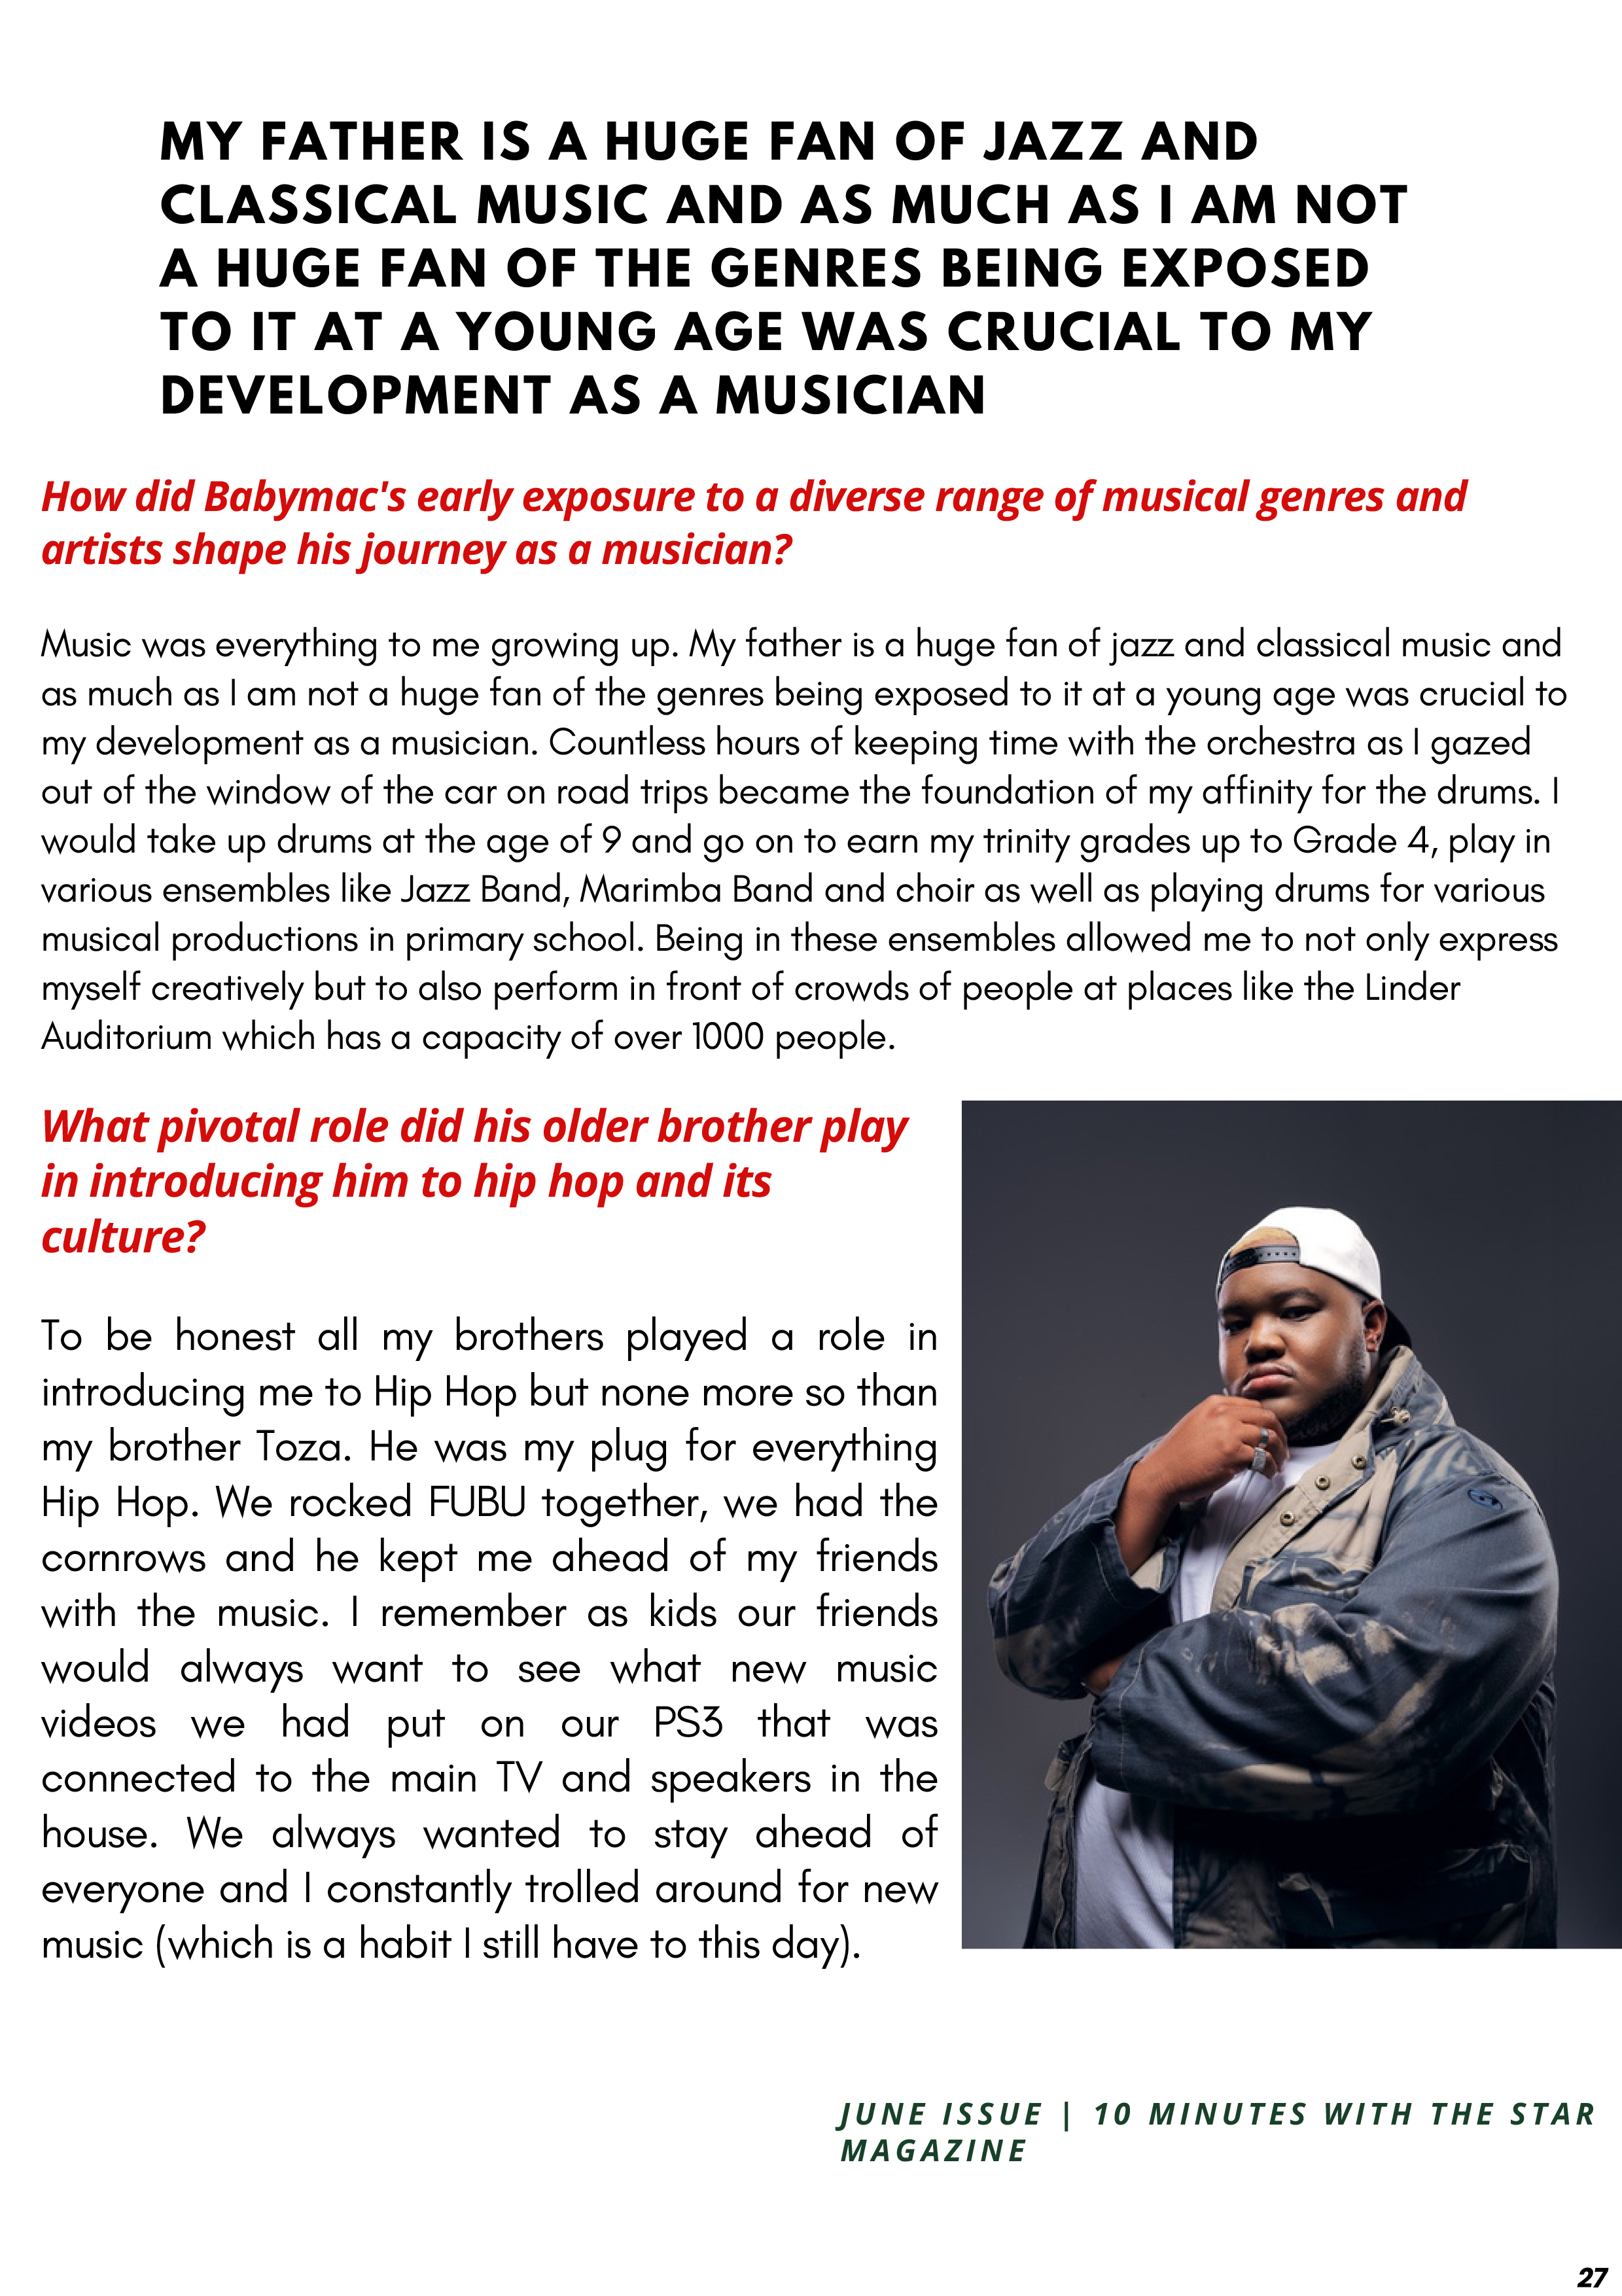 MY FATHER IS A HUGE FAN OF JAZZ AND
CLASSICAL MUSIC AND AS MUCH AS I AM NOT
A HUGE FAN OF THE GENRES BEING EXPOSED
TO IT AT A YOUNG AGE WAS CRUCIAL TO MY
DEVELOPMENT AS A MUSICIAN
How did Babymac's early exposure to a diverse range of musical genres and
artists shape his journey as a musician?
Music was everything to me growing up. My father is a huge fan of jazz and classical music and
as much as I am not a huge fan of the genres being exposed to it at a young age was crucial to
my development as a musician. Countless hours of keeping time with the orchestra as I gazed
out of the window of the car on road trips became the foundation of my affinity for the drums. I
would take up drums at the age of 9 and go on to earn my trinity grades up to Grade 4, play in
various ensembles like Jazz Band, Marimba Band and choir as well as playing drums for various
musical productions in primary school. Being in these ensembles allowed me to not only express
myself creatively but to also perform in front of crowds of people at places like the Linder
Auditorium which has a capacity of over 1000 people.
What pivotal role did his older brother play
in introducing him to hip hop and its
culture?
To be honest all my brothers played a role in
introducing me to Hip Hop but none more so than
my brother Toza. He was my plug for everything
Hip Hop. We rocked FUBU together, we had the
cornrows and he kept me ahead of my friends
with the music. I remember as kids our friends
would always want to see what new music
videos we had put on our PS3 that was
connected to the main TV and speakers in the
house. We always wanted to stay ahead of
everyone and I constantly trolled around for new
music (which is a habit I still have to this day).
JUNE ISSUE | 10 MINUTES WITH THE STAR
MAGAZINE
27